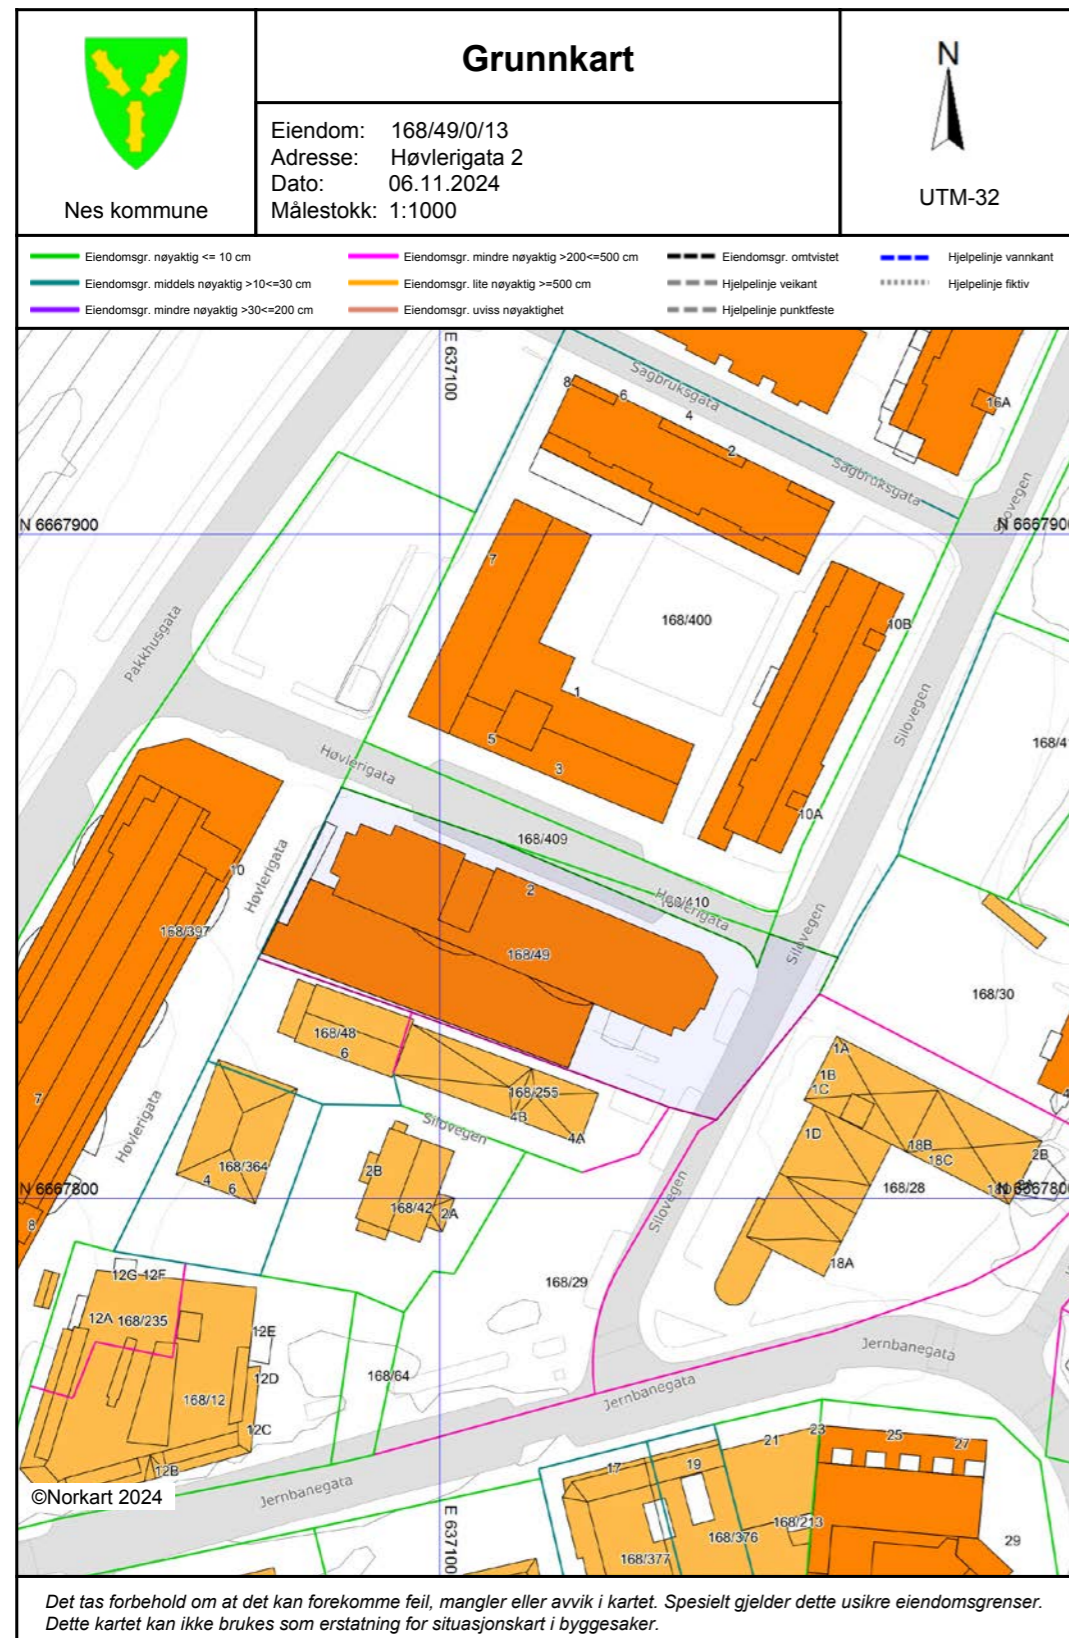 Grunnkart
Nes kommune
Eiendom: 168/49/0/13
Adresse: Høvlerigata 2
Dato: 06.11.2024
Målestokk: 1:1000
N
UTM-32
Eiendomsgr. nøyaktig <= 10 cm
Eiendomsgr. middels nøyaktig >10<=30 cm
Eiendomsgr. mindre nøyaktig >30<=200 cm
Eiendomsgr. mindre nøyaktig >200<=500 cm
Eiendomsgr. lite nøyaktig >=500 cm
Eiendomsgr. uviss nøyaktighet
Eiendomsgr. omtvistet
Hjelpelinje veikant
Hjelpelinje punktfeste
Hjelpelinje vannkant
Hjelpelinje fiktiv
E 637100
Sagbruksgata
8
6
4
2
16A
Sagbruksgata
Silovegen
N 6667900
N 6667900
7
Pakkhusgata
168/400
10B
1
Silovegen
168/4
5
3
Høvlerigata
10A
168/409
10
Høvlerigata
2
168/410
Høvlerigata
168/397
168/49
Silovegen
168/30
168/48
6
1A
1B
1C
168/255
4B
4A
Silovegen
7
Høvlerigata
1D
18B
18C
2B
4
168/364
4
6
2B
168/42
2A
168/28
N 6667800
N 6667800
8
Silovegen
18A
12G
12F
168/29
12A
168/235
12E
Jernbanegata
12D
168/64
168/12
Jernbanegata
12C
12B
23
25
27
21
17
19
©Norkart 2024
Jernbanegata
E 637100
168/213
168/376
168/377
29
Det tas forbehold om at det kan forekomme feil, mangler eller avvik i kartet. Spesielt gjelder dette usikre eiendomsgrenser.
Dette kartet kan ikke brukes som erstatning for situasjonskart i byggesaker.